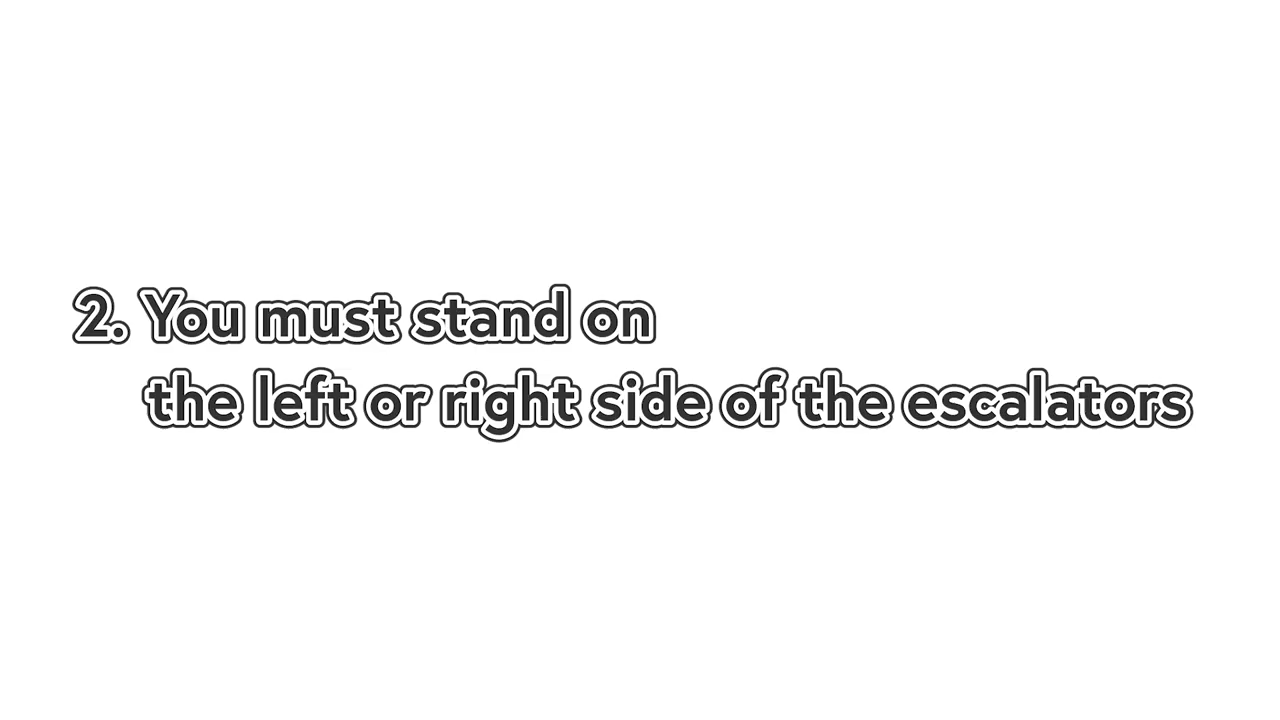 2. You must stand on
the left or right side of the escalators